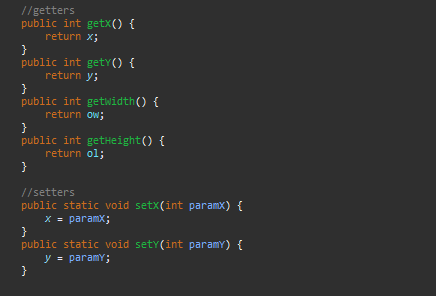 //getters
public int getX() {
return x;
}
public int getY() {
return y;
}
public int getWidth() {
return ow;
}
public int getHeight() {
return ol;
}
//setters
public static void setX(int paramX) {
x = paramX;
}
public static void setY(int paramY) {
y = paramY;
}